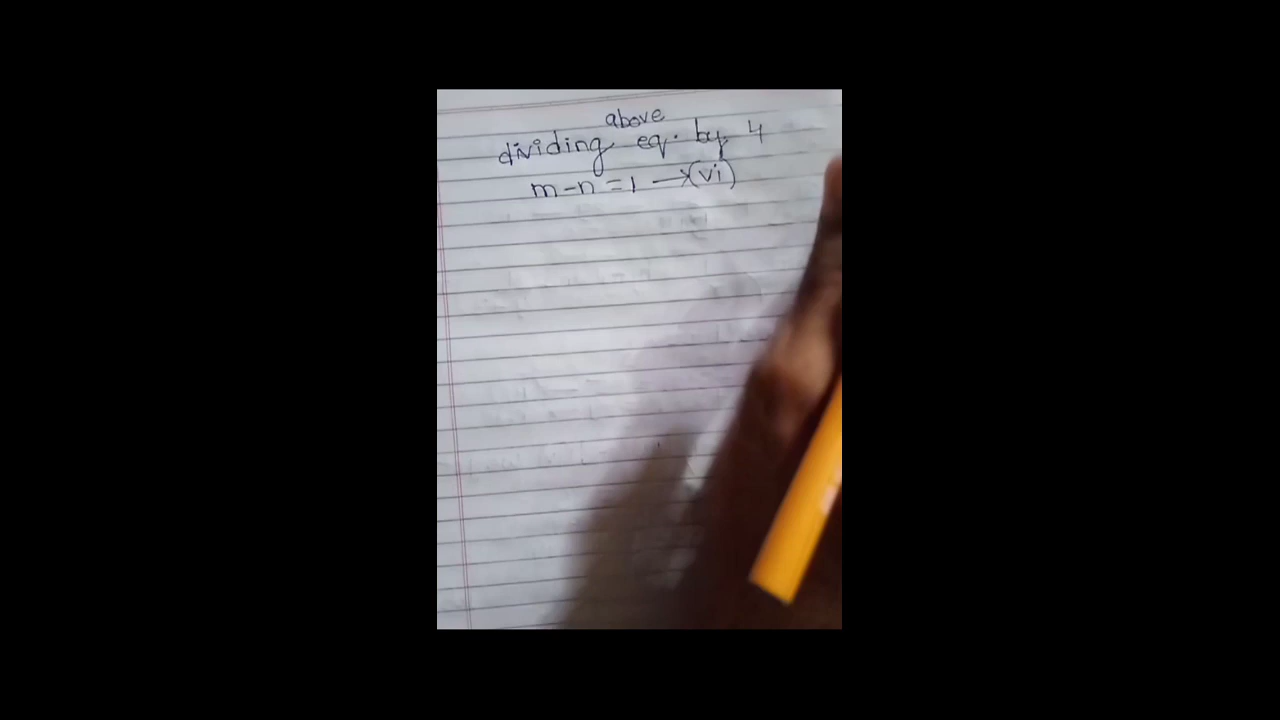 above
dividing eq. by 4
m-n=1 →(vi)